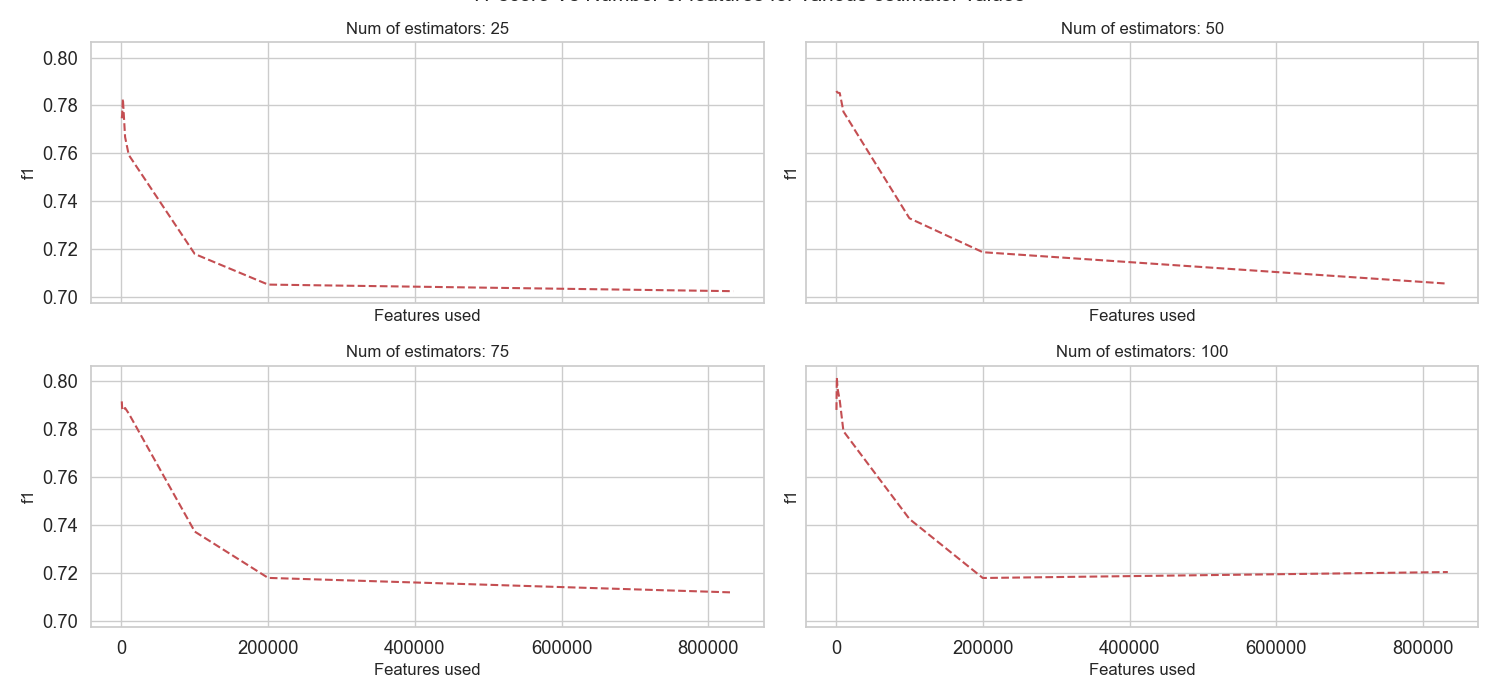 Num of estimators: 25
Num of estimators: 50
0.80
0.78
0.76
0.74
0.72
0.70
f1
f1
Features used
Features used
Num of estimators: 75
Num of estimators: 100
0.80
0.78
0.76
0.74
0.72
0.70
f1
f1
0 200000 400000 600000 800000
0 200000 400000 600000 800000
Features used
Features used